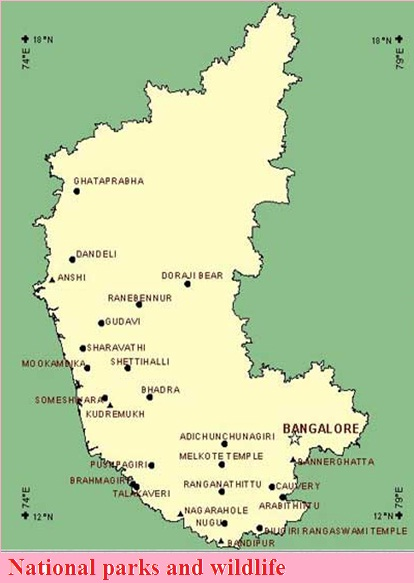 18°N
18°N
74°E
79°E
GHATAPRABHA
DANDELI
ANSHI
DORAJI BEAR
RANEBENNUR
GUDAVI
SHARAVATHI
MOOKAMBIKA
SHETTIHALLI
BHADRA
SOMESHWARA
KUDREMUKH
BANGALORE
ADICHUNCHUNAGIRI
MELKOTE TEMPLE
BANNERGHATTA
PUSHPAGIRI
BRAHMAGIRI
RANGANATHITTU
CAUVERY
TALAKAVERI
ARABITHITTU
74°E
79°E
12°N
NAGARAHOLE
12°N
NUGU
BILIGIRI RANGASWAMI TEMPLE
BANDIPUR
National parks and wildlife